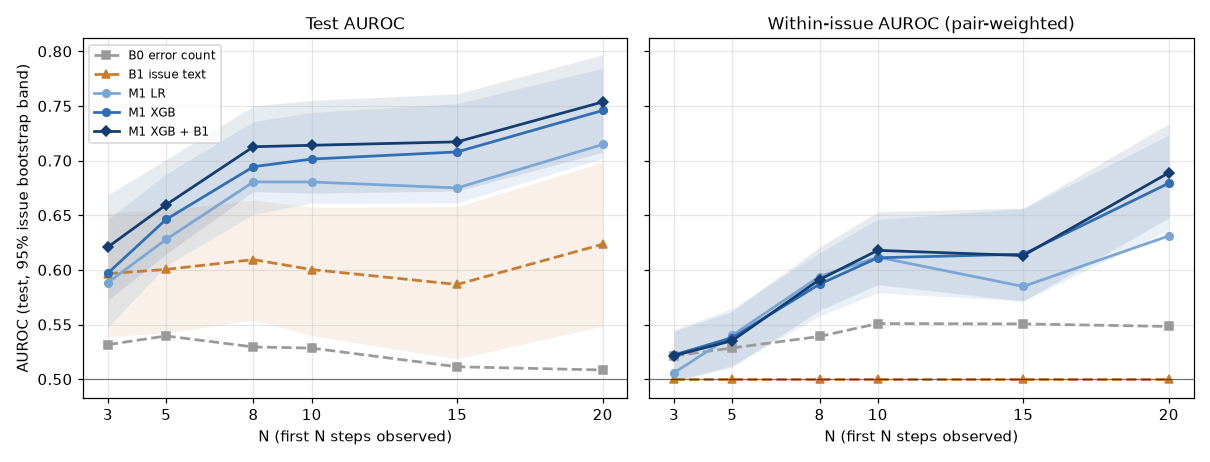 Test AUROC
Within-issue AUROC (pair-weighted)
AUROC (test, 95% issue bootstrap band)
0.80
0.75
0.70
0.65
0.60
0.55
0.50
B0 error count
B1 issue text
M1 LR
M1 XGB
M1 XGB + B1
3 5 8 10 15 20
3 5 8 10 15 20
N (first N steps observed)
N (first N steps observed)